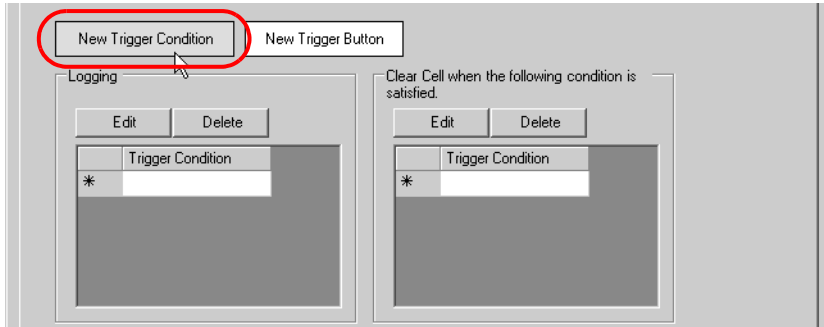 New Trigger Condition New Trigger Button
Logging
Edit Delete
Trigger Condition
*
Clear Cell when the following condition is
satisfied.
Edit Delete
Trigger Condition
*